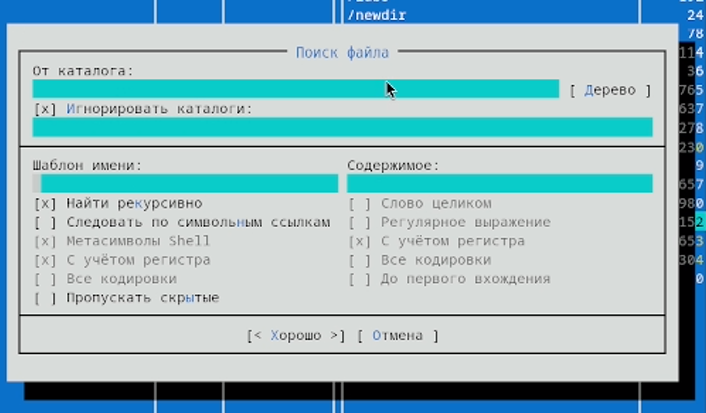 /newdir 24
78
Поиск файла
114
От каталога:
36
[ Дерево ] 765
[x] Игнорировать каталоги: 637
278
230
Шаблон имени: Содержимое: 9
657
[x] Найти рекурсивно [ ] Слово целиком 980
[ ] Следовать по символьным ссылкам [ ] Регулярное выражение 152
[x] Метасимволы Shell [x] С учётом регистра 653
[x] С учётом регистра [ ] Все кодировки 304
[ ] Все кодировки [ ] До первого вхождения 0
[ ] Пропускать скрытые
[< Хорошо >] [ Отмена ]